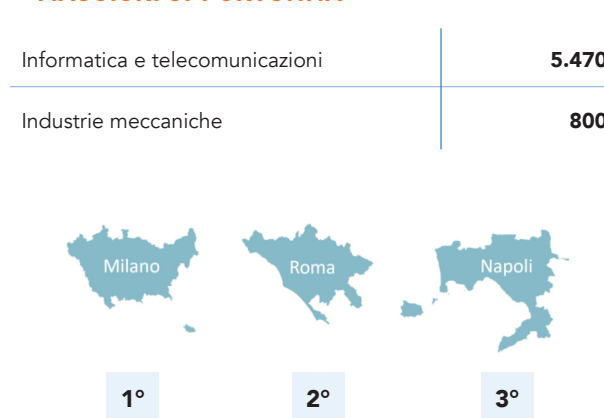 Informatica e telecomunicazioni 5.470
Industrie meccaniche 800
Milano Roma Napoli
1° 2° 3°